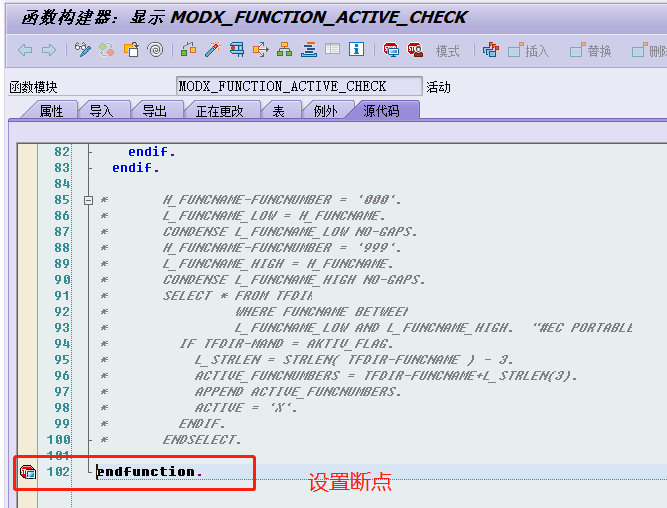 函数构建器: 显示 MODX_FUNCTION_ACTIVE_CHECK
模式 插入 替换
函数模块 MODX_FUNCTION_ACTIVE_CHECK 活动
属性 导入 导出 正在更改 表 例外 源代码
82 endif.
83 endif.
84
85 * H_FUNCNAME-FUNCNUMBER = '000'.
86 * L_FUNCNAME_LOW = H_FUNCNAME.
87 * CONDENSE L_FUNCNAME_LOW NO-GAPS.
88 * H_FUNCNAME-FUNCNUMBER = '999'.
89 * L_FUNCNAME_HIGH = H_FUNCNAME.
90 * CONDENSE L_FUNCNAME_HIGH NO-GAPS.
91 * SELECT * FROM TFDIR
92 * WHERE FUNCNAME BETWEEN
93 * L_FUNCNAME_LOW AND L_FUNCNAME_HIGH. "#EC PORTABLE
94 * IF TFDIR-MAND = AKTIV_FLAG.
95 * L_STRLEN = STRLEN( TFDIR-FUNCNAME ) - 3.
96 * ACTIVE_FUNCNUMBERS = TFDIR-FUNCNAME+L_STRLEN(3).
97 * APPEND ACTIVE_FUNCNUMBERS.
98 * ACTIVE = 'X'.
99 * ENDIF.
100 * ENDSELECT.
101
102 endfunction.
设置断点